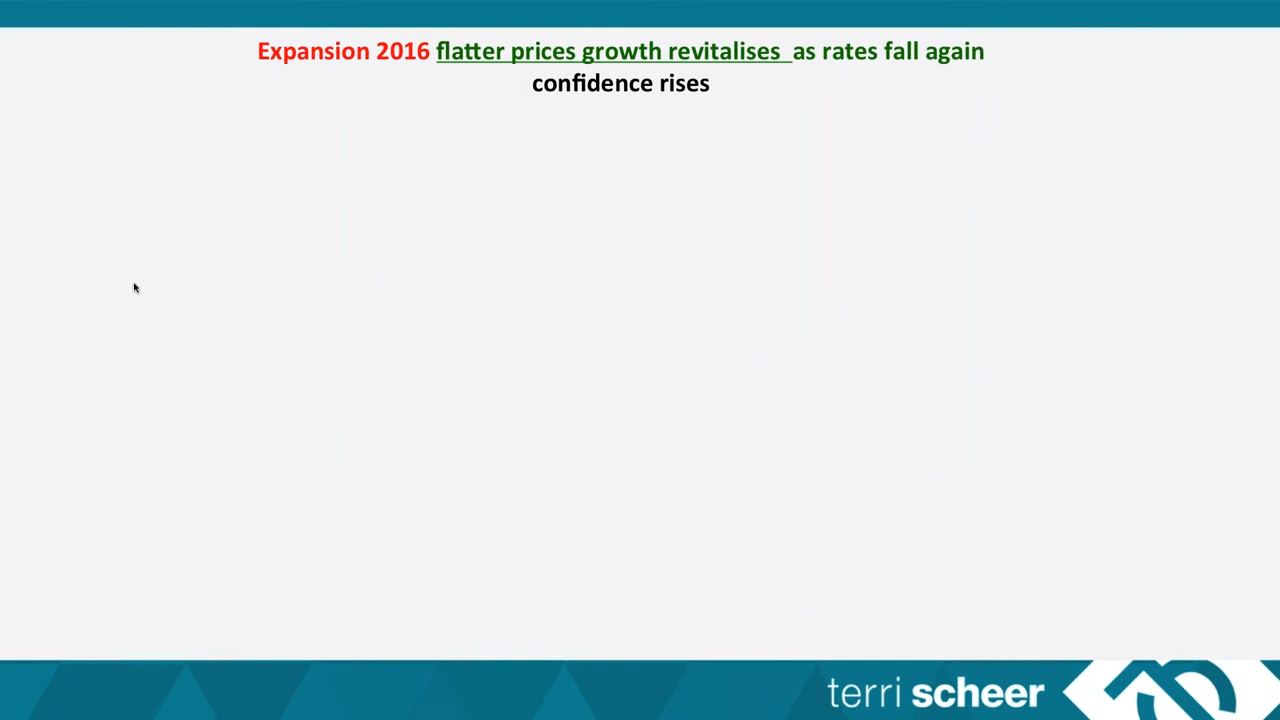 Expansion 2016 flatter prices growth revitalises as rates fall again
confidence rises
terri scheer